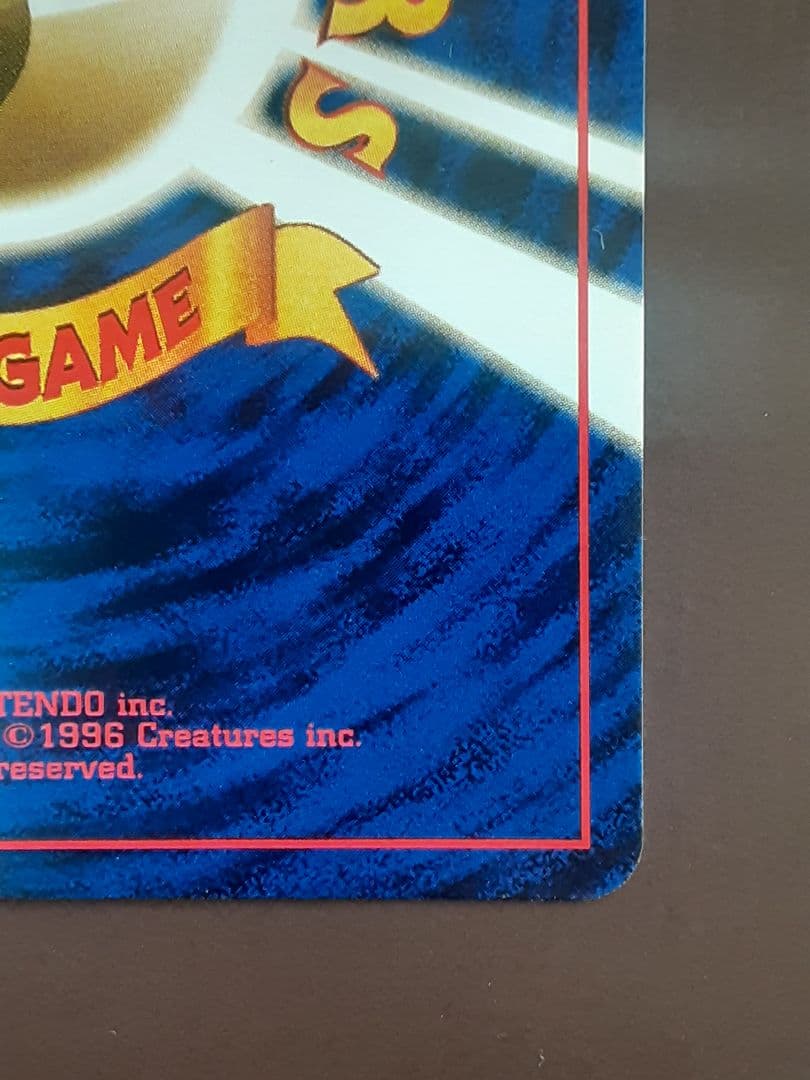 S
GAME
TENDO inc.
©1996 Creatures inc.
reserved.